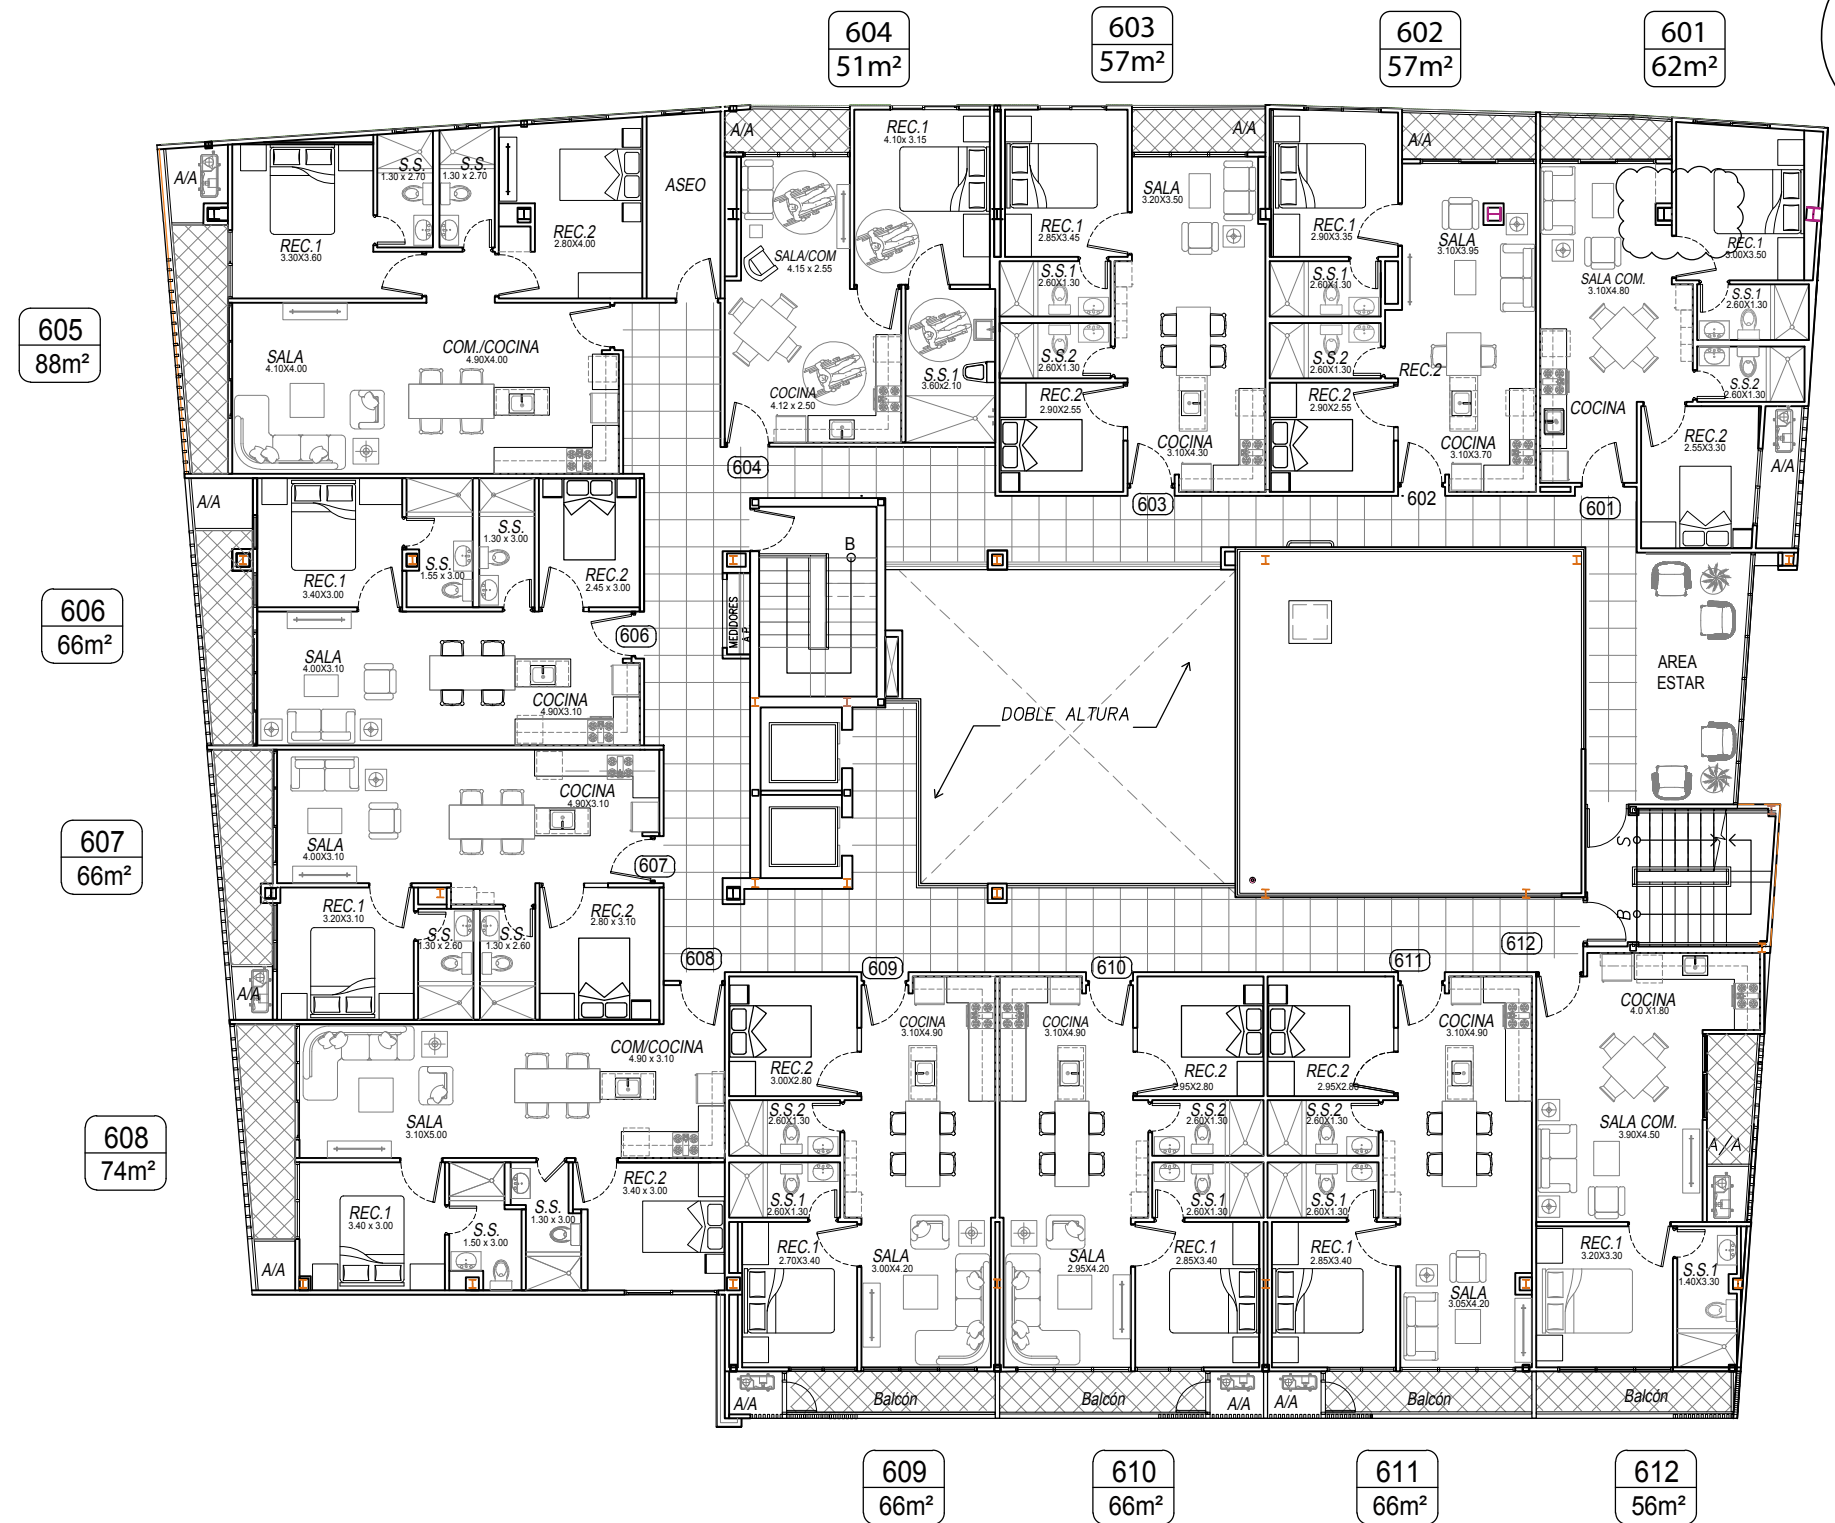 604
51m²
603
57m²
602
57m²
601
62m²
605
88m²
606
66m²
607
66m²
608
74m²
A/A
REC.1
3.30X3.60
S.S.
1.30 x 2.70
S.S.
1.30 x 2.70
REC.2
2.80X4.00
ASEO
SALA
4.10X4.00
COM./COCINA
4.90X4.00
A/A
REC.1
4.10x 3.15
SALA/COM
4.15 x 2.55
COCINA
4.12 x 2.50
S.S.1
3.60x2.10
604
A/A
REC.1
2.85X3.45
SALA
3.20X3.50
S.S.1
2.60X1.30
S.S.2
2.60X1.30
REC.2
2.90X2.55
COCINA
3.10X4.30
603
REC.1
2.90X3.35
A/A
SALA
3.10X3.95
S.S.1
2.60X1.30
S.S.2
2.60X1.30
REC.2
REC.2
2.90X2.55
COCINA
3.10X3.70
602
REC.1
3.00X3.50
SALA COM.
3.10X4.80
S.S.1
2.60X1.30
S.S.2
2.60X1.30
COCINA
REC.2
2.55X3.30
A/A
601
A/A
REC.1
3.40X3.00
S.S.
1.55 x 3.00
S.S.
1.30 x 3.00
REC.2
2.45 x 3.00
606
SALA
4.00X3.10
COCINA
4.90X3.10
MEDIDORES
A.P.
B
DOBLE ALTURA
AREA
ESTAR
S
B
COCINA
4.90X3.10
SALA
4.00X3.10
607
REC.1
3.20X3.10
S.S.
1.30 x 2.60
S.S.
1.30 x 2.60
REC.2
2.80 x 3.10
A/A
608
COM/COCINA
4.90 x 3.10
SALA
3.10X5.00
REC.1
3.40 x 3.00
S.S.
1.50 x 3.00
S.S.
1.30 x 3.00
REC.2
3.40 x 3.00
A/A
609
COCINA
3.10X4.90
REC.2
3.00X2.80
S.S.2
2.60X1.30
S.S.1
2.60X1.30
REC.1
2.70X3.40
SALA
3.00X4.20
A/A
Balcón
610
COCINA
3.10X4.90
REC.2
2.95X2.80
S.S.2
2.60X1.30
S.S.1
2.60X1.30
SALA
2.95X4.20
REC.1
2.85X3.40
Balcón
A/A
611
COCINA
3.10X4.90
REC.2
2.95X2.80
S.S.2
2.60X1.30
S.S.1
2.60X1.30
REC.1
2.85X3.40
SALA
3.05X4.20
A/A
Balcón
612
COCINA
4.0 X1.80
SALA COM.
3.90X4.50
A/A
REC.1
3.20X3.30
S.S.1
1.40X3.30
Balcón
609
66m²
610
66m²
611
66m²
612
56m²